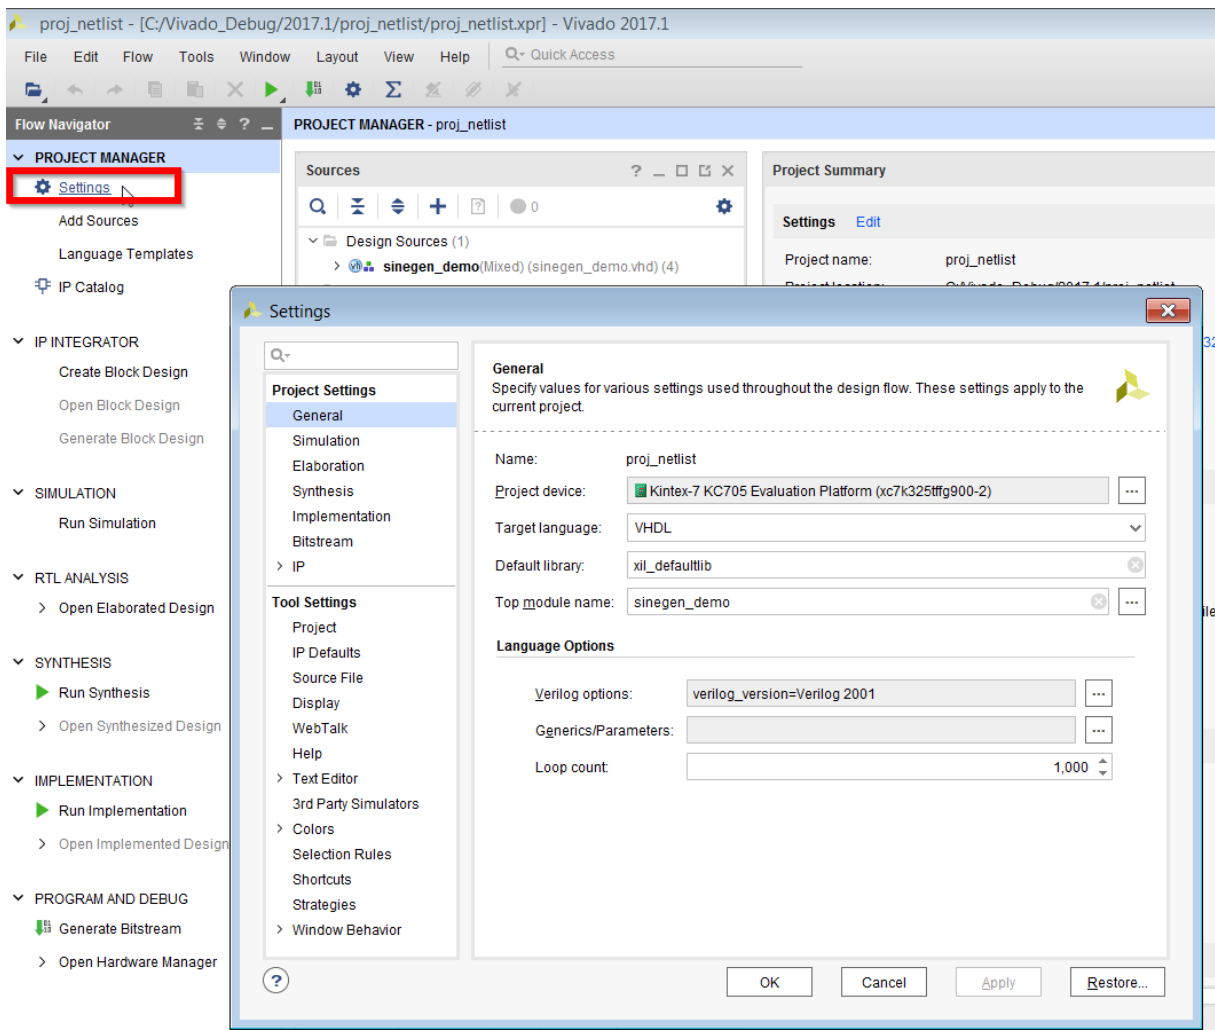 proj_netlist - [C:/Vivado_Debug/2017.1/proj_netlist/proj_netlist.xpr] - Vivado 2017.1
File Edit Flow Tools Window Layout View Help Quick Access
Flow Navigator
PROJECT MANAGER
Settings
Add Sources
Language Templates
IP Catalog
IP INTEGRATOR
Create Block Design
Open Block Design
Generate Block Design
SIMULATION
Run Simulation
RTL ANALYSIS
Open Elaborated Design
SYNTHESIS
Run Synthesis
Open Synthesized Design
IMPLEMENTATION
Run Implementation
Open Implemented Design
PROGRAM AND DEBUG
Generate Bitstream
Open Hardware Manager
PROJECT MANAGER - proj_netlist
Sources
0
Design Sources (1)
sinegen_demo(Mixed) (sinegen_demo.vhd) (4)
Project Summary
Settings Edit
Project name: proj_netlist
Settings
Project Settings
General
Simulation
Elaboration
Synthesis
Implementation
Bitstream
IP
Tool Settings
Project
IP Defaults
Source File
Display
WebTalk
Help
Text Editor
3rd Party Simulators
Colors
Selection Rules
Shortcuts
Strategies
Window Behavior
General
Specify values for various settings used throughout the design flow. These settings apply to the
current project.
Name: proj_netlist
Project device: Kintex-7 KC705 Evaluation Platform (xc7k325tffg900-2)
Target language: VHDL
Default library: xil_defaultlib
Top module name: sinegen_demo
Language Options
Verilog options: verilog_version=Verilog 2001
Generics/Parameters:
Loop count: 1,000
OK Cancel Apply Restore...